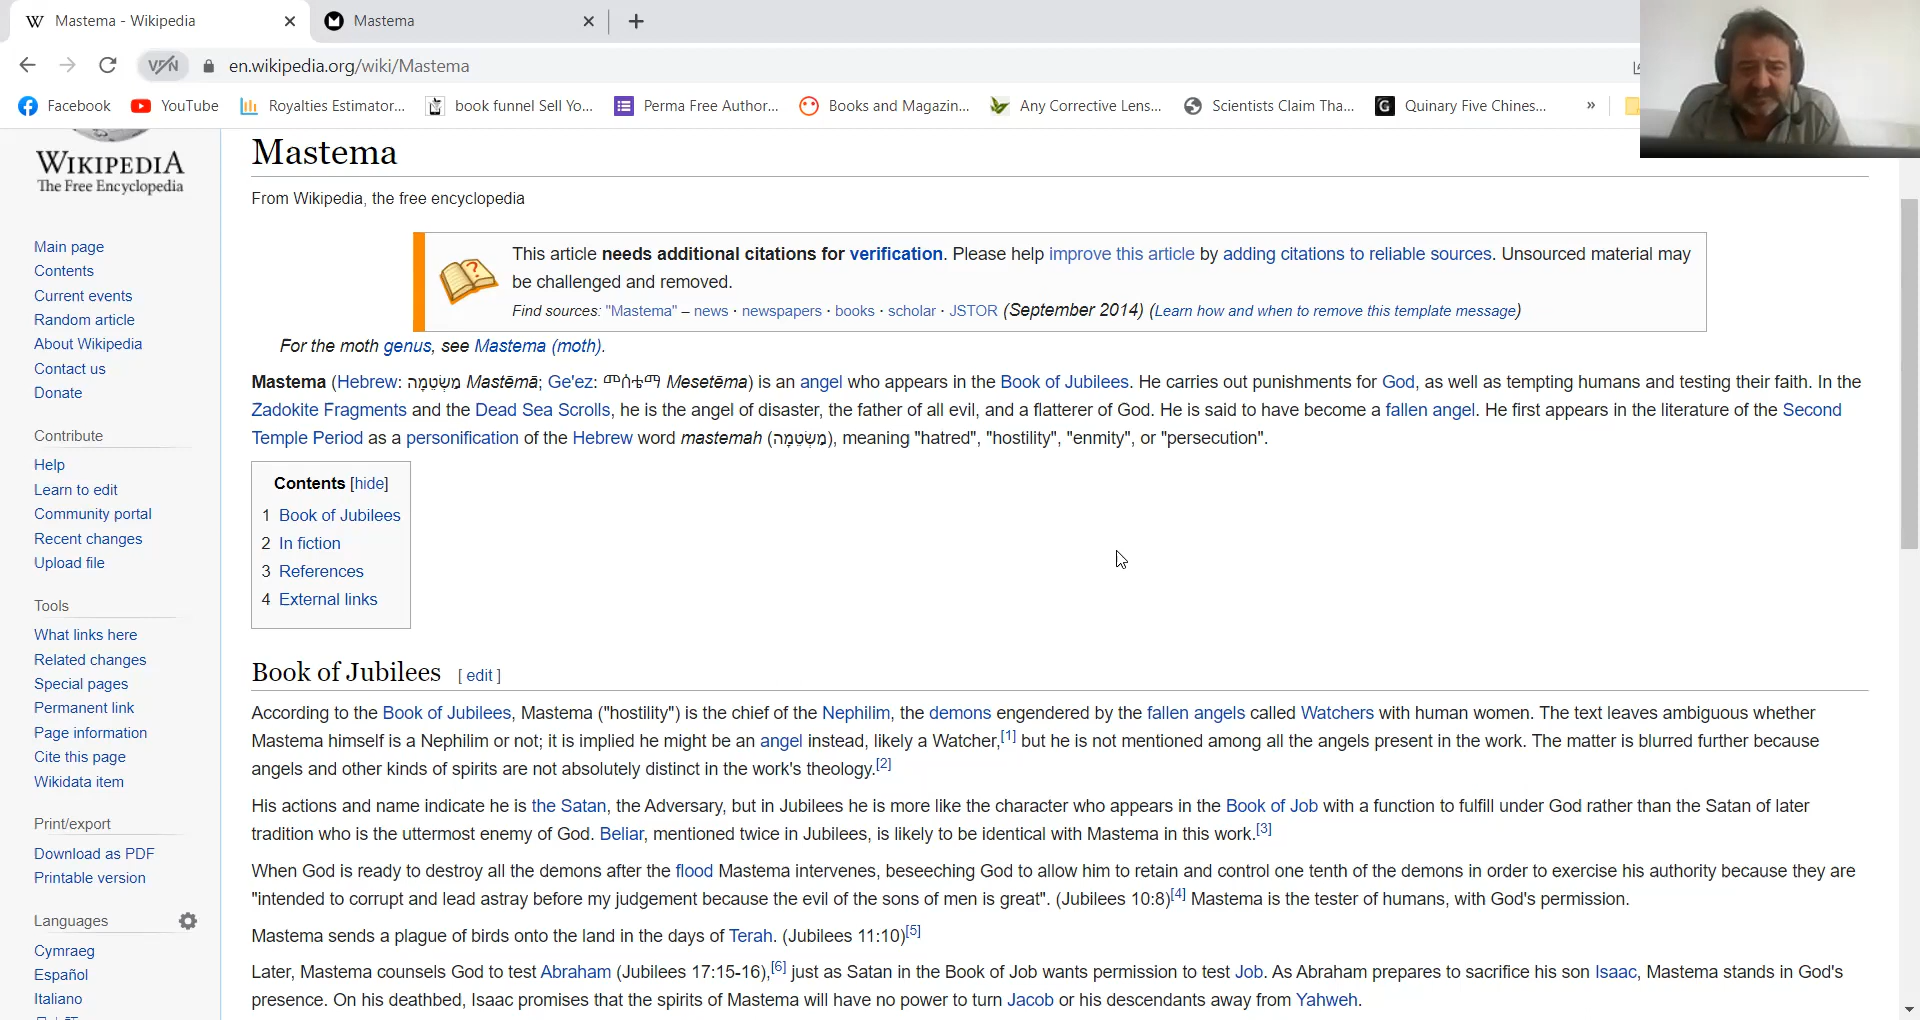 Mastema - Wikipedia
Mastema
VPN
en.wikipedia.org/wiki/Mastema
Facebook YouTube Royalties Estimator... book funnel Sell Yo... Perma Free Author... Books and Magazin... Any Corrective Lens... Scientists Claim Tha... Quinary Five Chines... »
WIKIPEDIA
The Free Encyclopedia
Main page
Contents
Current events
Random article
About Wikipedia
Contact us
Donate
Contribute
Help
Learn to edit
Community portal
Recent changes
Upload file
Tools
What links here
Related changes
Special pages
Permanent link
Page information
Cite this page
Wikidata item
Print/export
Download as PDF
Printable version
Languages
Cymraeg
Español
Italiano
Mastema
From Wikipedia, the free encyclopedia
This article needs additional citations for verification. Please help improve this article by adding citations to reliable sources. Unsourced material may
be challenged and removed.
Find sources: "Mastema" – news · newspapers · books · scholar · JSTOR (September 2014) (Learn how and when to remove this template message)
For the moth genus, see Mastema (moth).
Mastema (Hebrew: מַשְׂטֵמָה Mastēmā; Ge'ez: መሰቴማ Mesetēma) is an angel who appears in the Book of Jubilees. He carries out punishments for God, as well as tempting humans and testing their faith. In the
Zadokite Fragments and the Dead Sea Scrolls, he is the angel of disaster, the father of all evil, and a flatterer of God. He is said to have become a fallen angel. He first appears in the literature of the Second
Temple Period as a personification of the Hebrew word mastemah (מַשְׂטֵמָה), meaning "hatred", "hostility", "enmity", or "persecution".
Contents [hide]
1 Book of Jubilees
2 In fiction
3 References
4 External links
Book of Jubilees [ edit ]
According to the Book of Jubilees, Mastema ("hostility") is the chief of the Nephilim, the demons engendered by the fallen angels called Watchers with human women. The text leaves ambiguous whether
Mastema himself is a Nephilim or not; it is implied he might be an angel instead, likely a Watcher,[1] but he is not mentioned among all the angels present in the work. The matter is blurred further because
angels and other kinds of spirits are not absolutely distinct in the work's theology.[2]
His actions and name indicate he is the Satan, the Adversary, but in Jubilees he is more like the character who appears in the Book of Job with a function to fulfill under God rather than the Satan of later
tradition who is the uttermost enemy of God. Beliar, mentioned twice in Jubilees, is likely to be identical with Mastema in this work.[3]
When God is ready to destroy all the demons after the flood Mastema intervenes, beseeching God to allow him to retain and control one tenth of the demons in order to exercise his authority because they are
"intended to corrupt and lead astray before my judgement because the evil of the sons of men is great". (Jubilees 10:8)[4] Mastema is the tester of humans, with God's permission.
Mastema sends a plague of birds onto the land in the days of Terah. (Jubilees 11:10)[5]
Later, Mastema counsels God to test Abraham (Jubilees 17:15-16),[6] just as Satan in the Book of Job wants permission to test Job. As Abraham prepares to sacrifice his son Isaac, Mastema stands in God's
presence. On his deathbed, Isaac promises that the spirits of Mastema will have no power to turn Jacob or his descendants away from Yahweh.